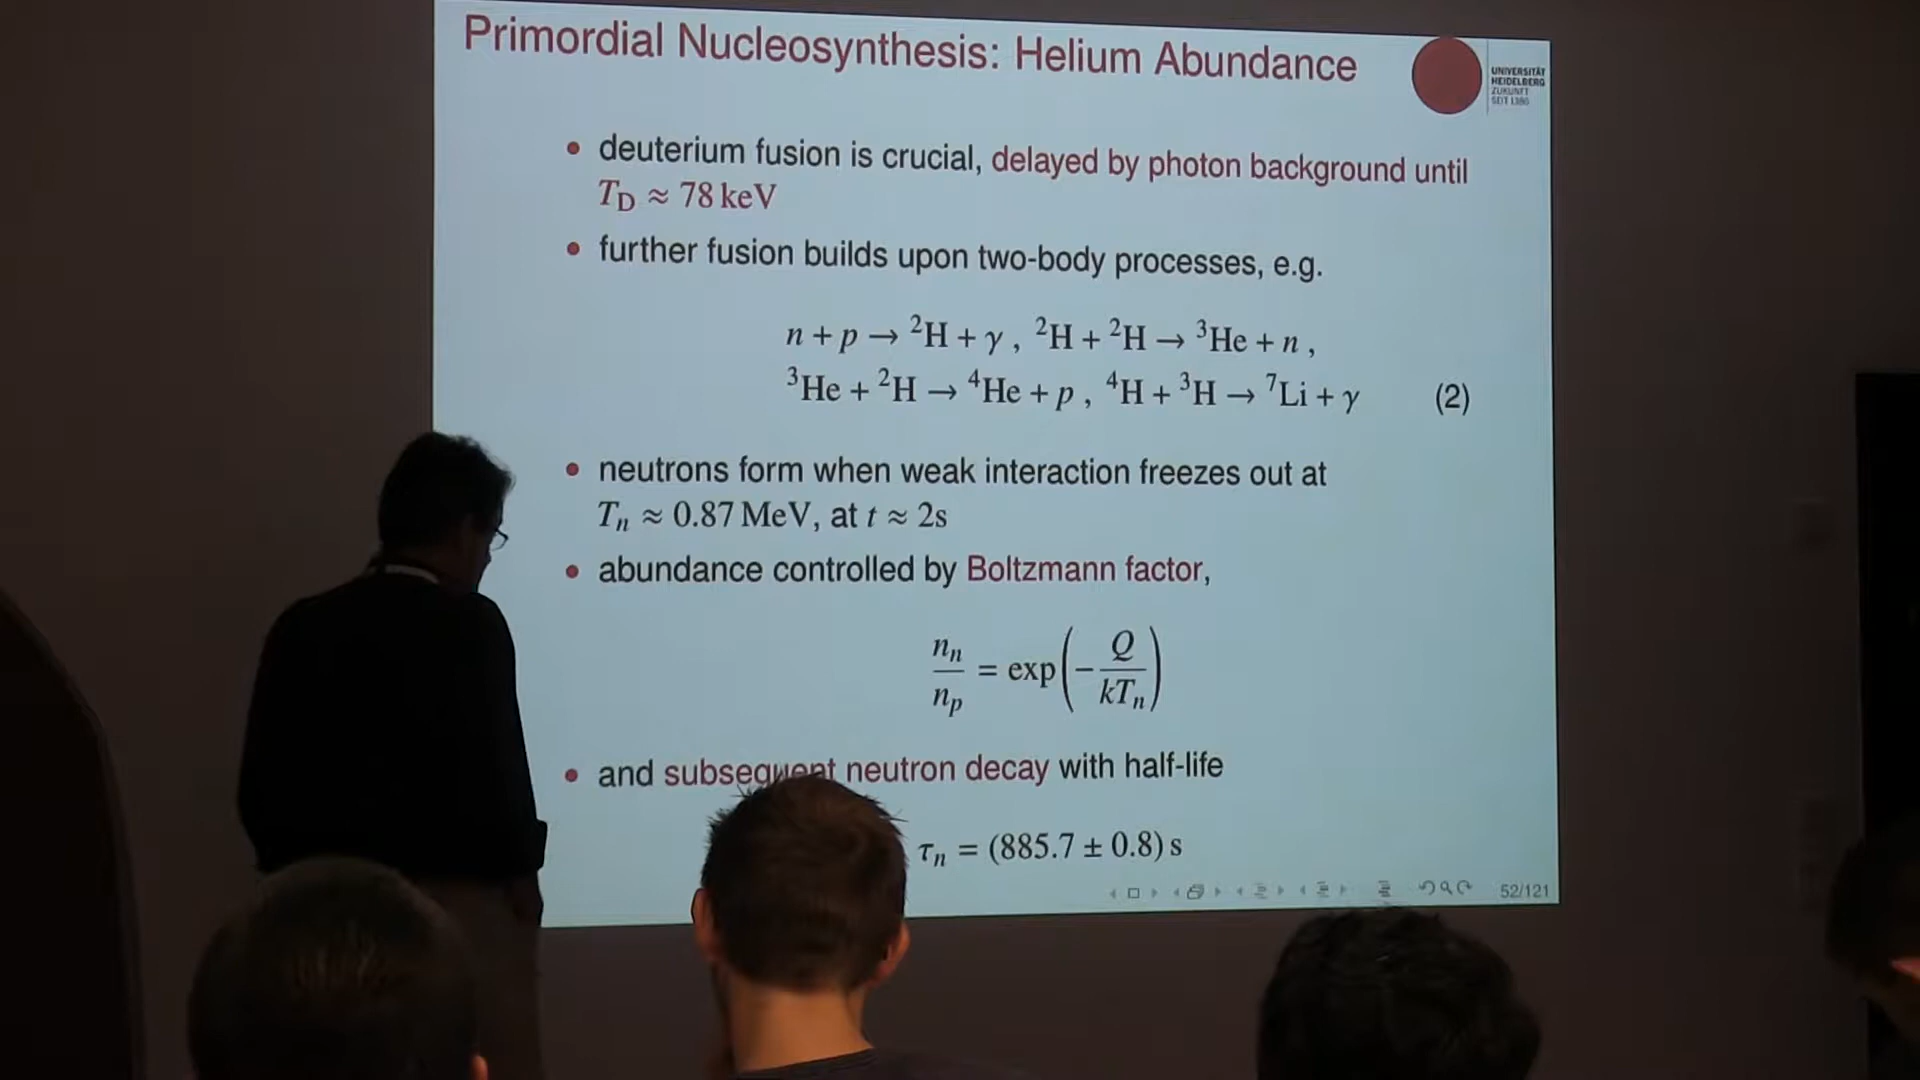 Primordial Nucleosynthesis: Helium Abundance
UNIVERSITÄT
HEIDELBERG
ZUKUNFT
SEIT 1386
• deuterium fusion is crucial, delayed by photon background until
T_D ≈ 78 keV
• further fusion builds upon two-body processes, e.g.
n + p → ²H + γ , ²H + ²H → ³He + n ,
³He + ²H → ⁴He + p , ⁴H + ³H → ⁷Li + γ (2)
• neutrons form when weak interaction freezes out at
T_n ≈ 0.87 MeV, at t ≈ 2s
• abundance controlled by Boltzmann factor,
n_n / n_p = exp(− Q / kT_n)
• and subsequent neutron decay with half-life
τ_n = (885.7 ± 0.8) s
52/121